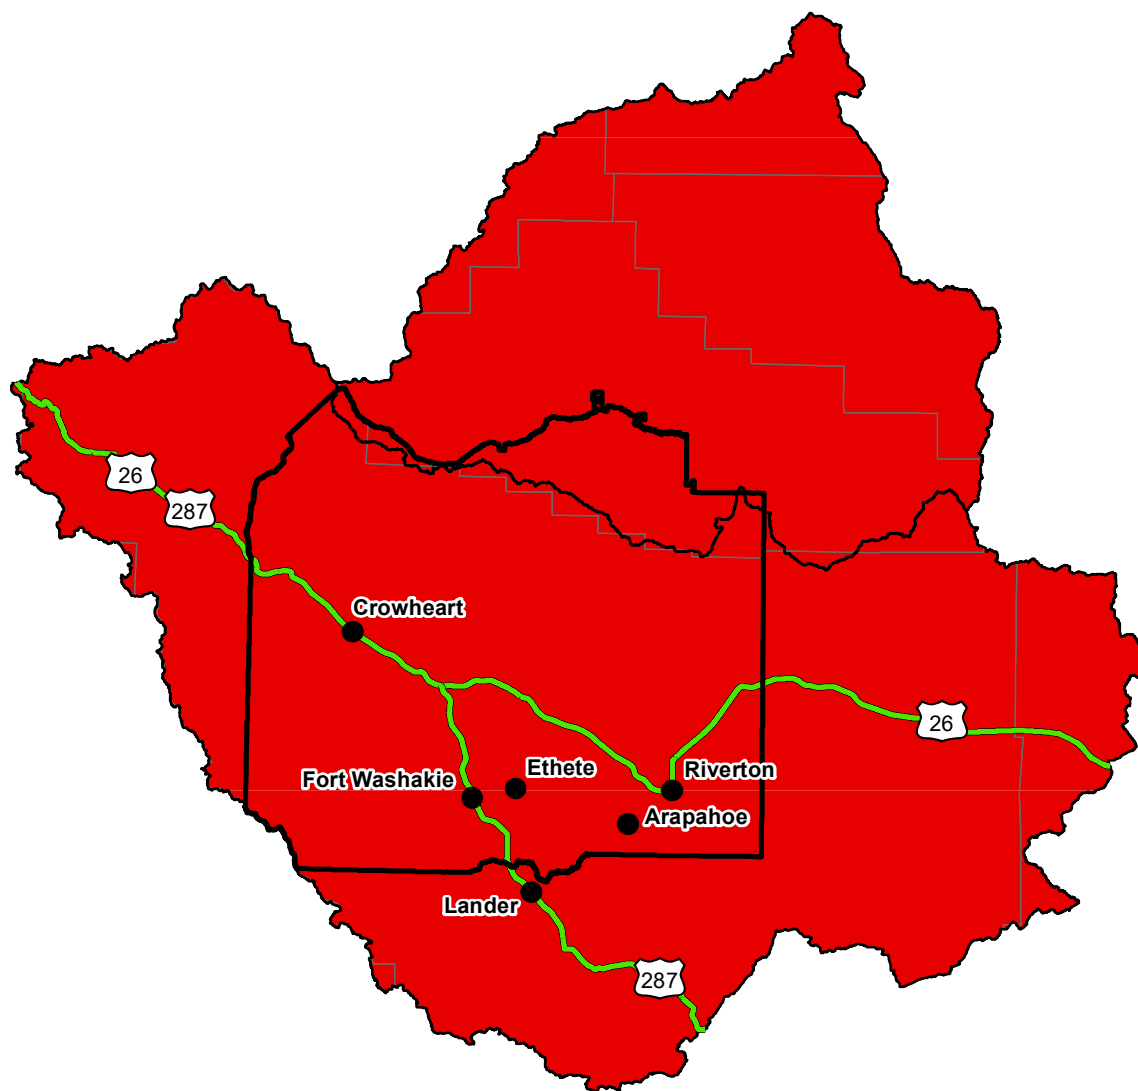 26
287
Crowheart
26
Ethete
Riverton
Fort Washakie
Arapahoe
Lander
287